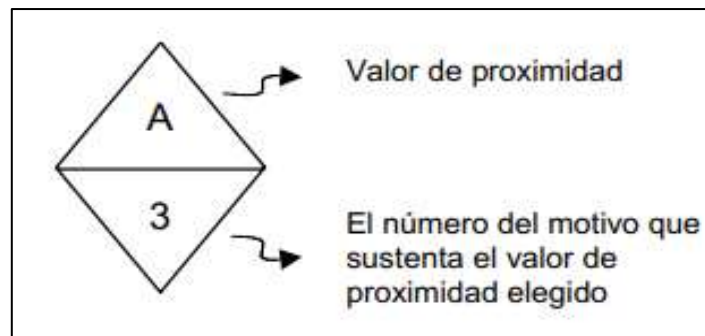 A
Valor de proximidad
3
El número del motivo que
sustenta el valor de
proximidad elegido